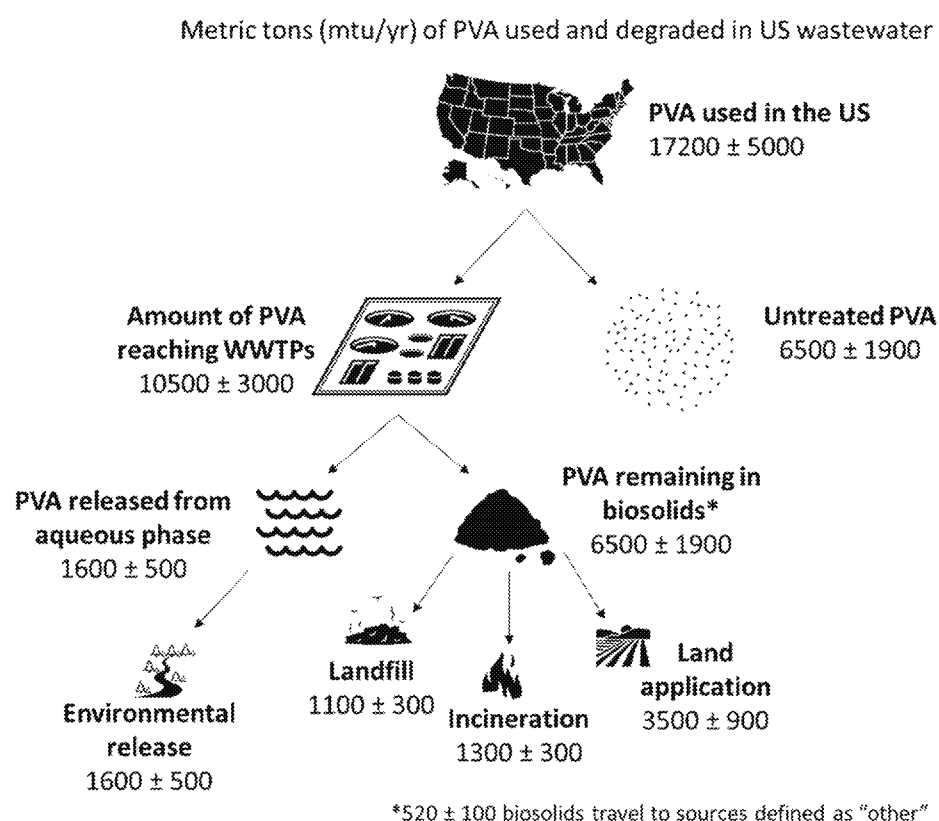 Metric tons (mtu/yr) of PVA used and degraded in US wastewater
PVA used in the US
17200 ± 5000
Amount of PVA
reaching WWTPs
10500 ± 3000
Untreated PVA
6500 ± 1900
PVA released from
aqueous phase
1600 ± 500
PVA remaining in
biosolids*
6500 ± 1900
Landfill
1100 ± 300
Incineration
1300 ± 300
Land
application
3500 ± 900
Environmental
release
1600 ± 500
*520 ± 100 biosolids travel to sources defined as “other”